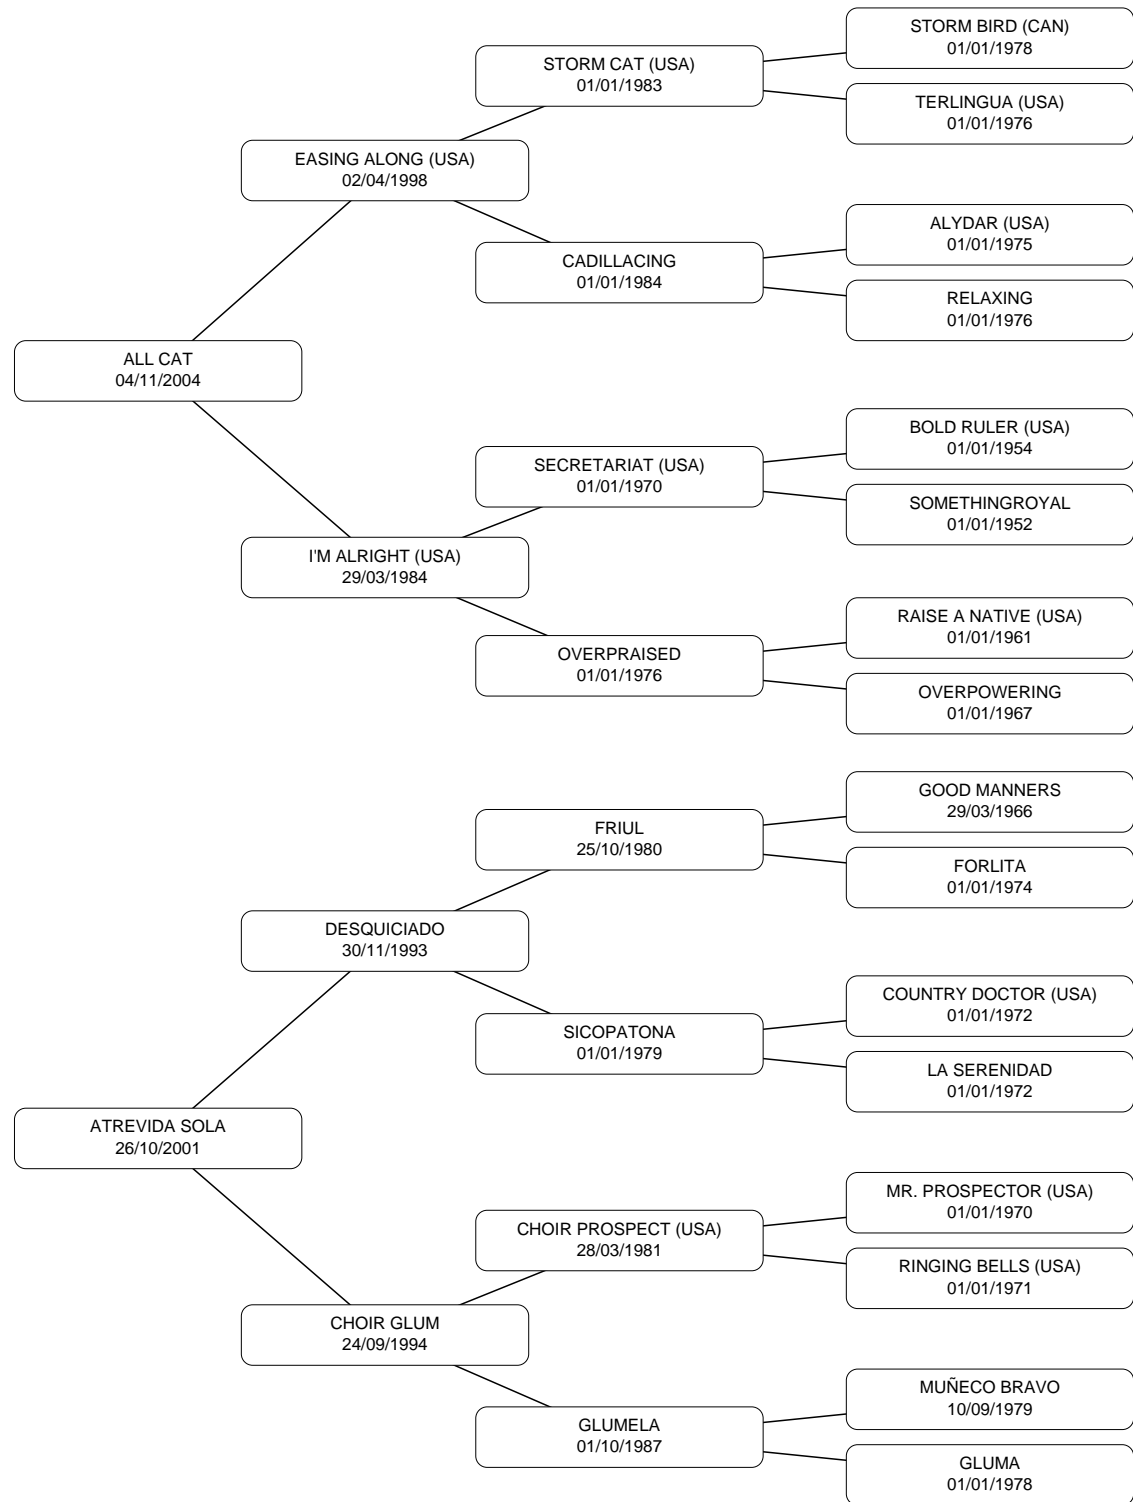 STORM BIRD (CAN)
01/01/1978
STORM CAT (USA)
01/01/1983
TERLINGUA (USA)
01/01/1976
EASING ALONG (USA)
02/04/1998
ALYDAR (USA)
01/01/1975
CADILLACING
01/01/1984
RELAXING
01/01/1976
ALL CAT
04/11/2004
BOLD RULER (USA)
01/01/1954
SECRETARIAT (USA)
01/01/1970
SOMETHINGROYAL
01/01/1952
I'M ALRIGHT (USA)
29/03/1984
RAISE A NATIVE (USA)
01/01/1961
OVERPRAISED
01/01/1976
OVERPOWERING
01/01/1967
GOOD MANNERS
29/03/1966
FRIUL
25/10/1980
FORLITA
01/01/1974
DESQUICIADO
30/11/1993
COUNTRY DOCTOR (USA)
01/01/1972
SICOPATONA
01/01/1979
LA SERENIDAD
01/01/1972
ATREVIDA SOLA
26/10/2001
MR. PROSPECTOR (USA)
01/01/1970
CHOIR PROSPECT (USA)
28/03/1981
RINGING BELLS (USA)
01/01/1971
CHOIR GLUM
24/09/1994
MUÑECO BRAVO
10/09/1979
GLUMELA
01/10/1987
GLUMA
01/01/1978